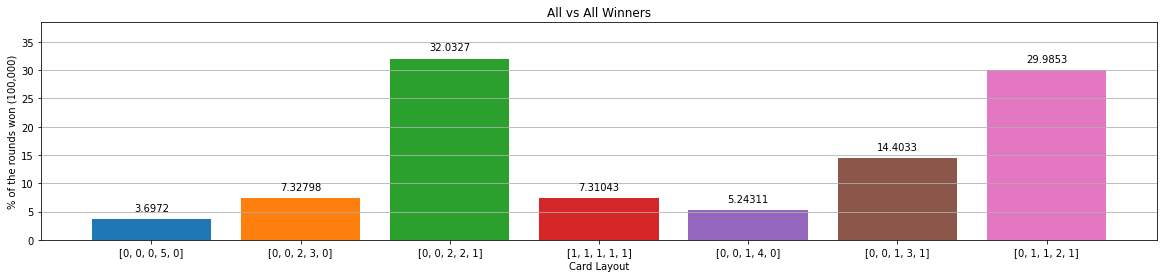 All vs All Winners
% of the rounds won (100,000)
35
30
25
20
15
10
5
0
3.6972
7.32798
32.0327
7.31043
5.24311
14.4033
29.9853
[0, 0, 0, 5, 0]
[0, 0, 2, 3, 0]
[0, 0, 2, 2, 1]
[1, 1, 1, 1, 1]
[0, 0, 1, 4, 0]
[0, 0, 1, 3, 1]
[0, 1, 1, 2, 1]
Card Layout